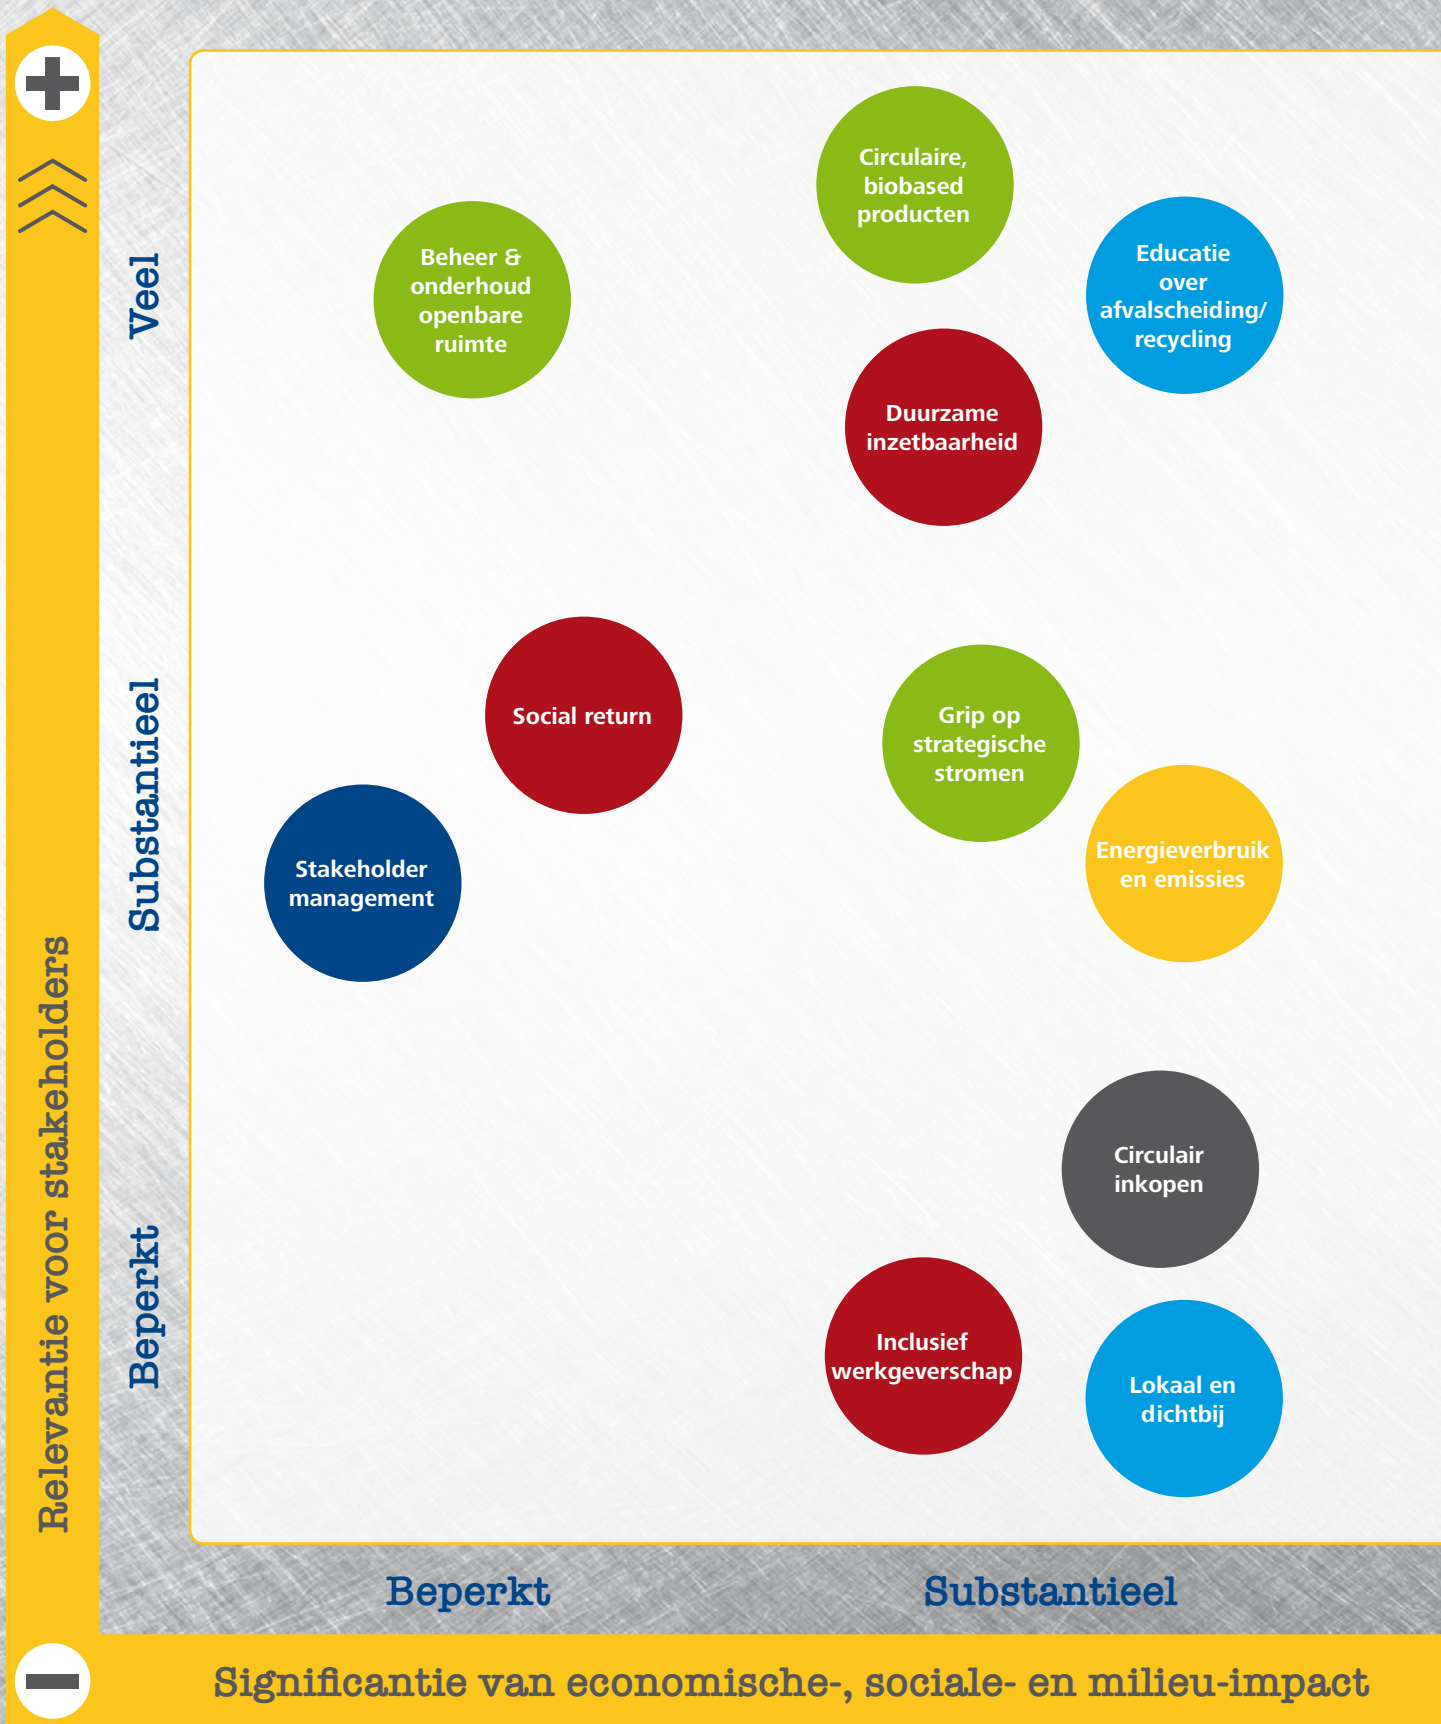 Relevantie voor stakeholders
Veel
Substantieel
Beperkt
Circulaire,
biobased
producten
Beheer &
onderhoud
openbare
ruimte
Educatie
over
afvalscheiding/
recycling
Duurzame
inzetbaarheid
Social return
Grip op
strategische
stromen
Stakeholder
management
Energieverbruik
en emissies
Circulair
inkopen
Inclusief
werkgeverschap
Lokaal en
dichtbij
Beperkt
Substantieel
Significantie van economische-, sociale- en milieu-impact